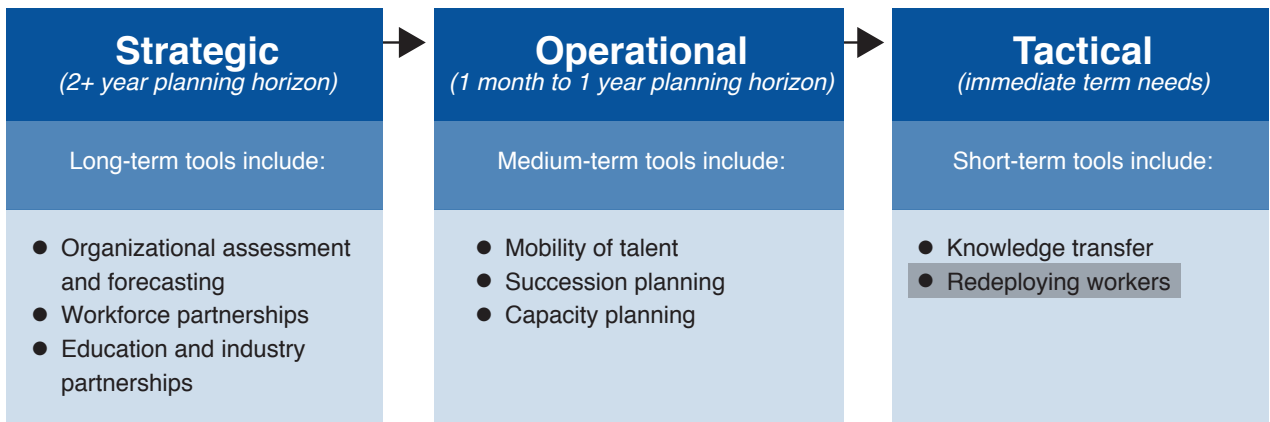 Strategic
(2+ year planning horizon)
Long-term tools include:
● Organizational assessment
and forecasting
● Workforce partnerships
● Education and industry
partnerships
Operational
(1 month to 1 year planning horizon)
Medium-term tools include:
● Mobility of talent
● Succession planning
● Capacity planning
Tactical
(immediate term needs)
Short-term tools include:
● Knowledge transfer
● Redeploying workers